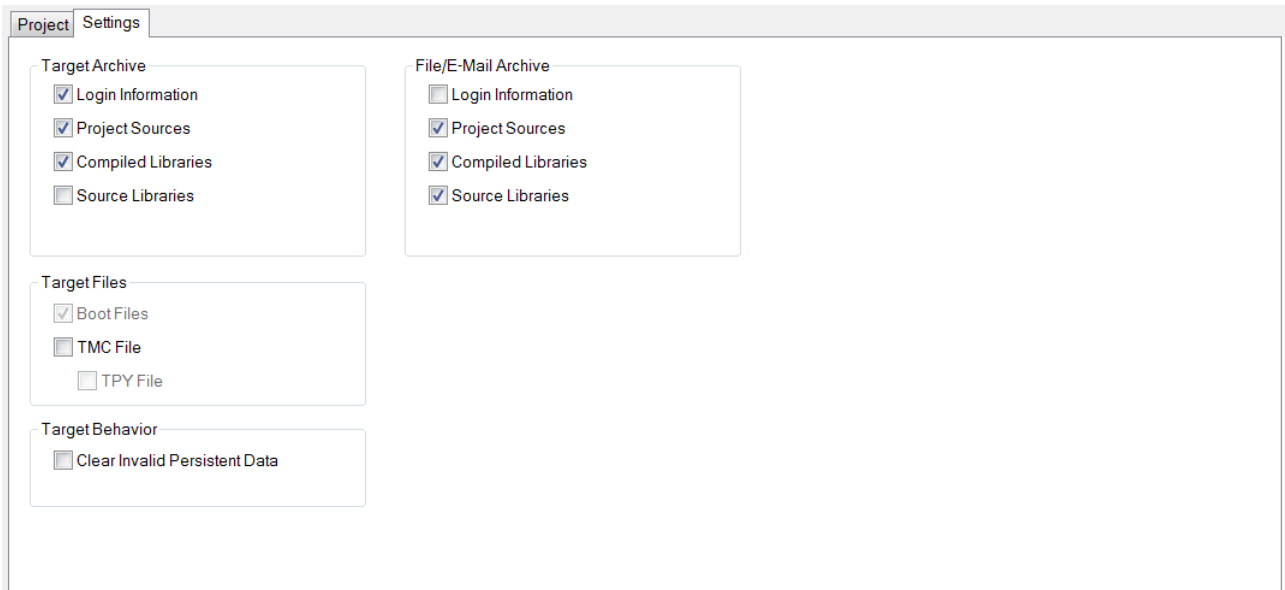 Project Settings
Target Archive
Login Information
Project Sources
Compiled Libraries
Source Libraries
File/E-Mail Archive
Login Information
Project Sources
Compiled Libraries
Source Libraries
Target Files
Boot Files
TMC File
TPY File
Target Behavior
Clear Invalid Persistent Data